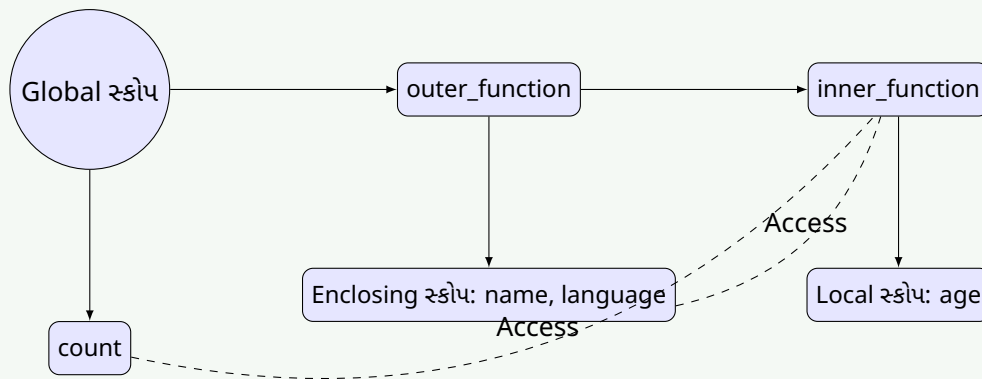 Global સ્કોપ
outer_function
inner_function
Access
Enclosing સ્કોપ: name, language
Local સ્કોપ: age
Access
count